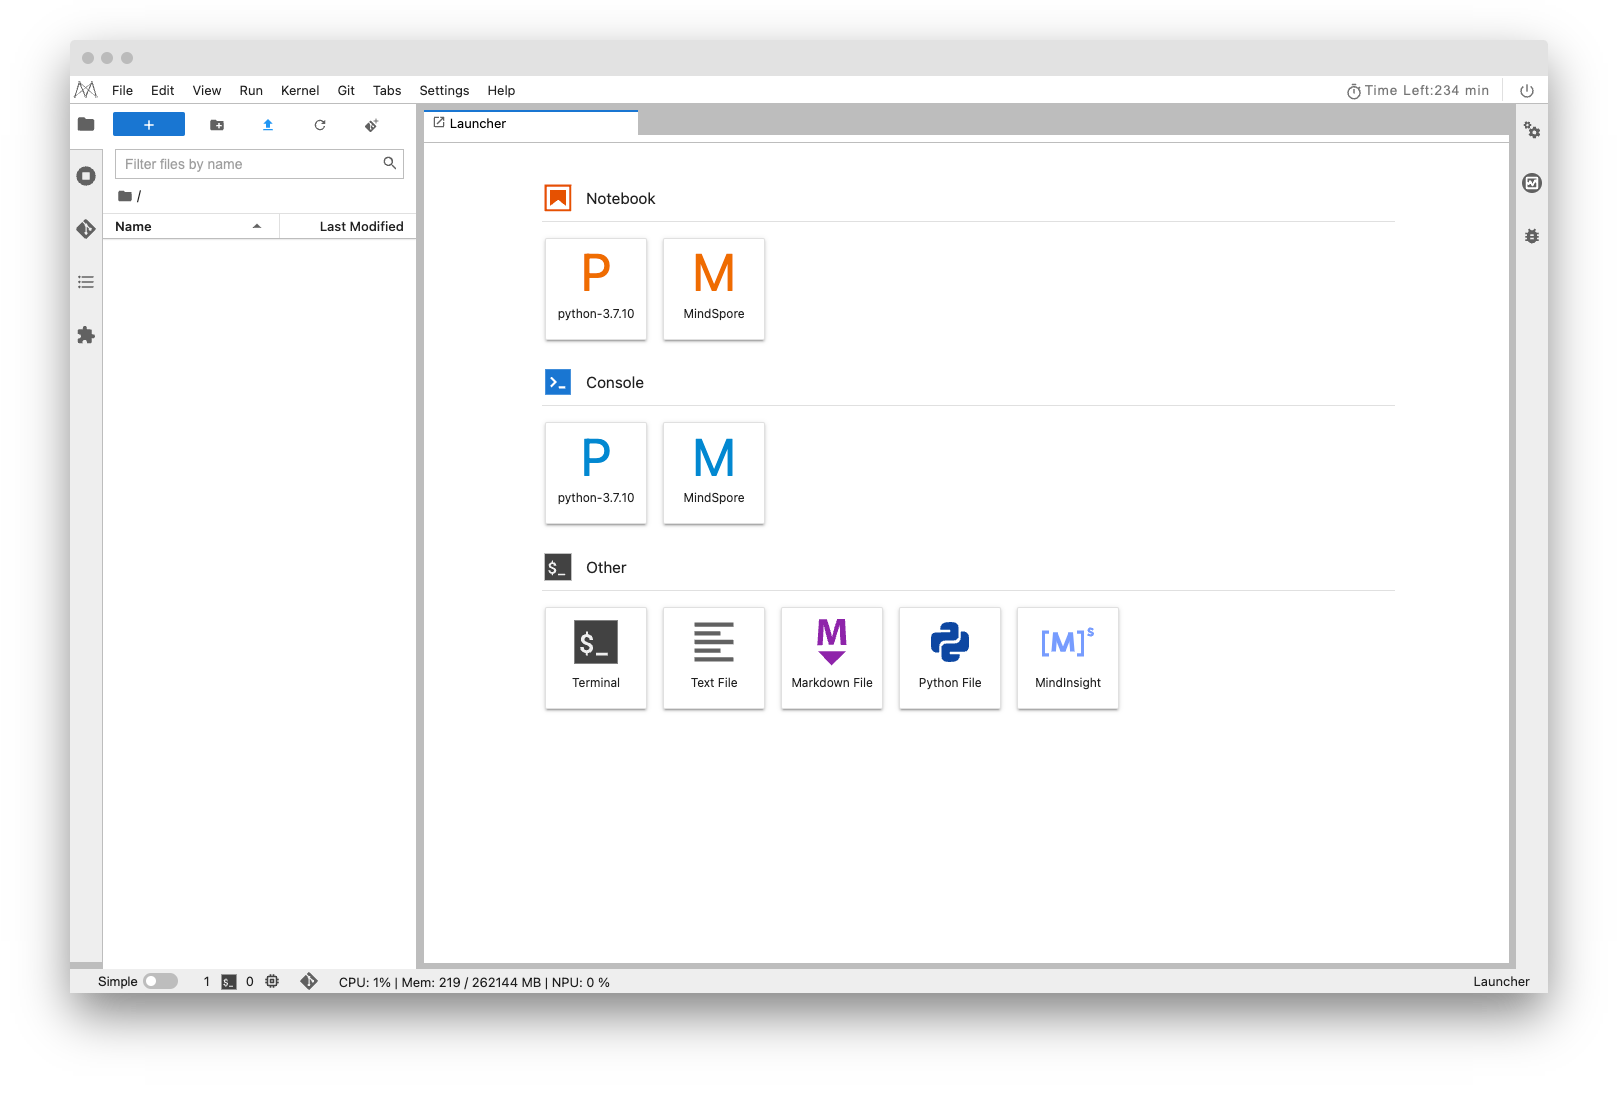 File Edit View Run Kernel Git Tabs Settings Help
Time Left:234 min
Launcher
Filter files by name
/
Name
Last Modified
Notebook
P
python-3.7.10
M
MindSpore
Console
P
python-3.7.10
M
MindSpore
$_ Other
$_
Terminal
Text File
M
Markdown File
Python File
[M]s
MindInsight
Simple 1 $_ 0 CPU: 1% | Mem: 219 / 262144 MB | NPU: 0 %
Launcher